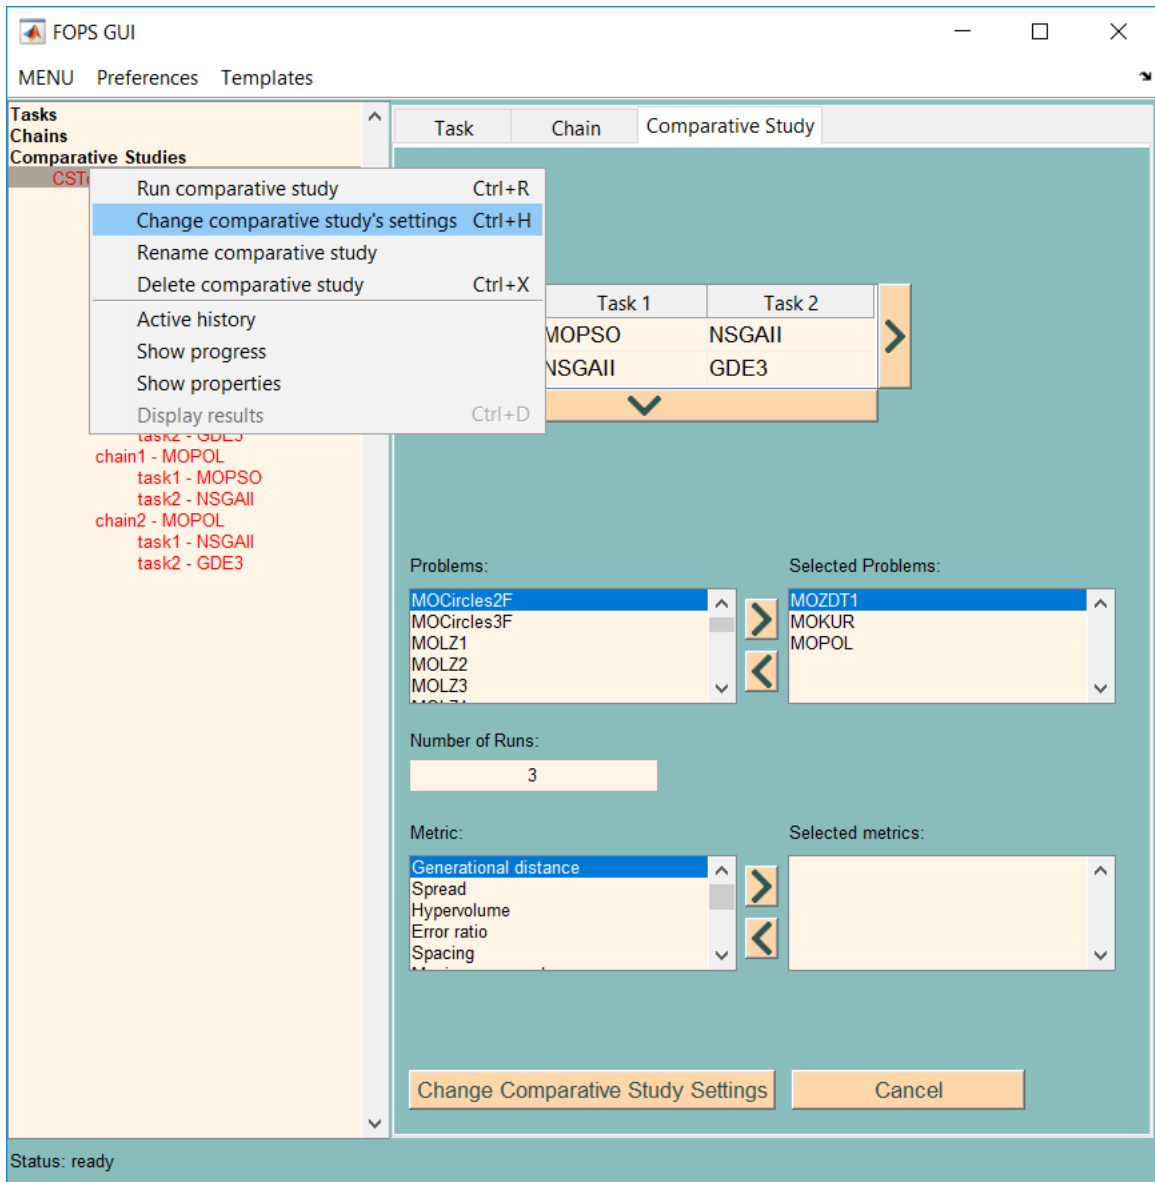 FOPS GUI
MENU Preferences Templates
Tasks
Chains
Comparative Studies
Run comparative study Ctrl+R
Change comparative study's settings Ctrl+H
Rename comparative study
Delete comparative study Ctrl+X
Active history
Show progress
Show properties
Display results Ctrl+D
task2 - GDE3
chain1 - MOPOL
task1 - MOPSO
task2 - NSGAII
chain2 - MOPOL
task1 - NSGAII
task2 - GDE3
Task Chain Comparative Study
Task 1 Task 2
MOPSO NSGAII
NSGAII GDE3
Problems:
MOCircles2F
MOCircles3F
MOLZ1
MOLZ2
MOLZ3
Selected Problems:
MOZDT1
MOKUR
MOPOL
Number of Runs:
3
Metric:
Generational distance
Spread
Hypervolume
Error ratio
Spacing
Selected metrics:
Change Comparative Study Settings Cancel
Status: ready